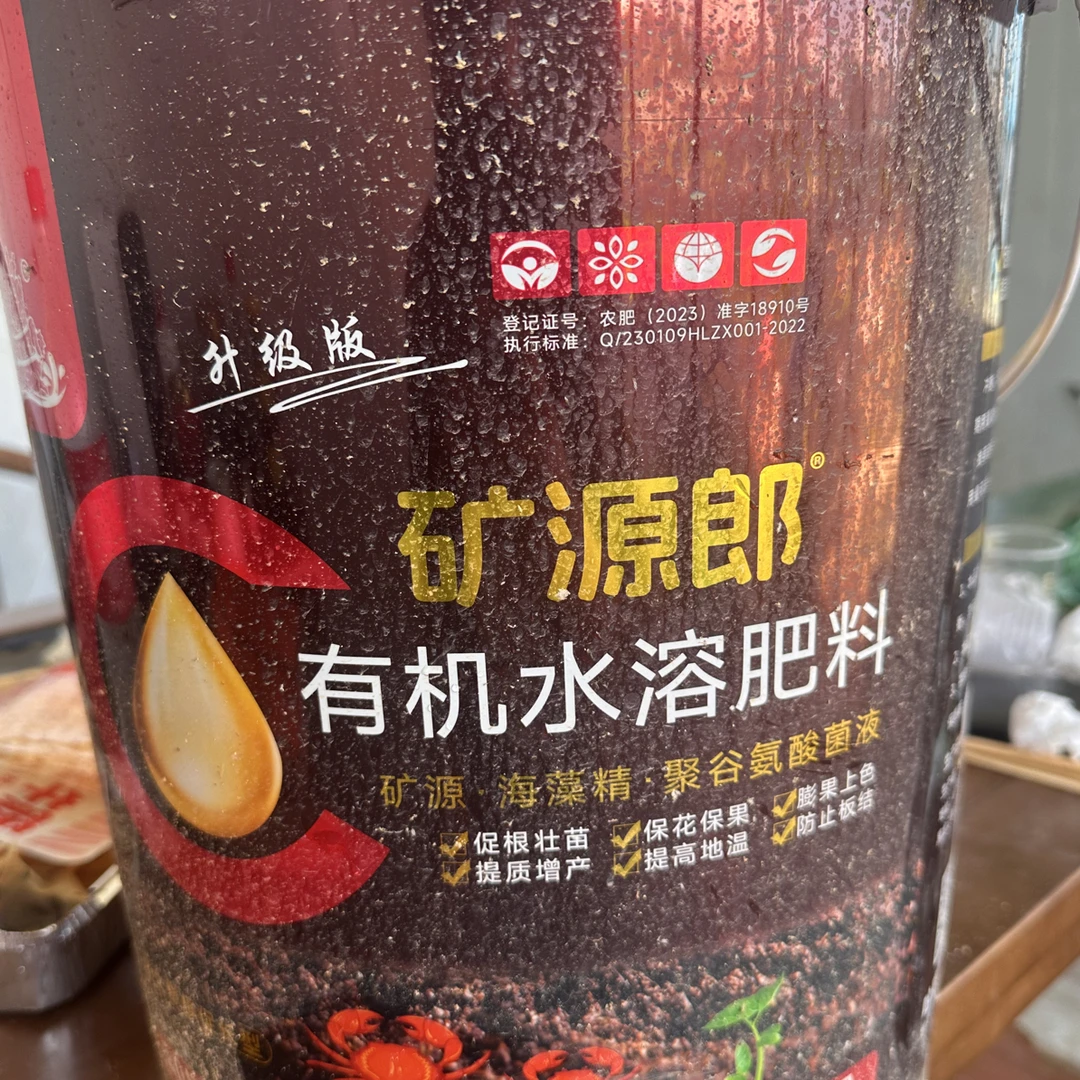 登记证号：农肥（2023）准字18910号
执行标准：Q/230109HLZX001-2022
升级版
矿源郎®
有机水溶肥料
矿源·海藻精·聚谷氨酸菌液
促根壮苗 保花保果 膨果上色
提质增产 提高地温 防止板结